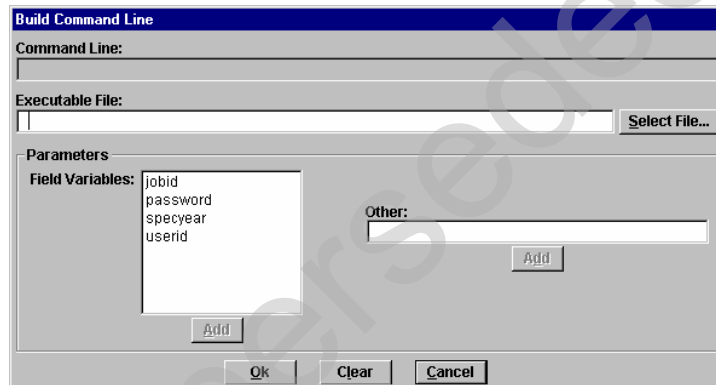 Build Command Line
Command Line:
Executable File:
Select File...
Parameters
Field Variables:
jobid
password
specyear
userid
Other:
Add
Add
Ok
Clear
Cancel